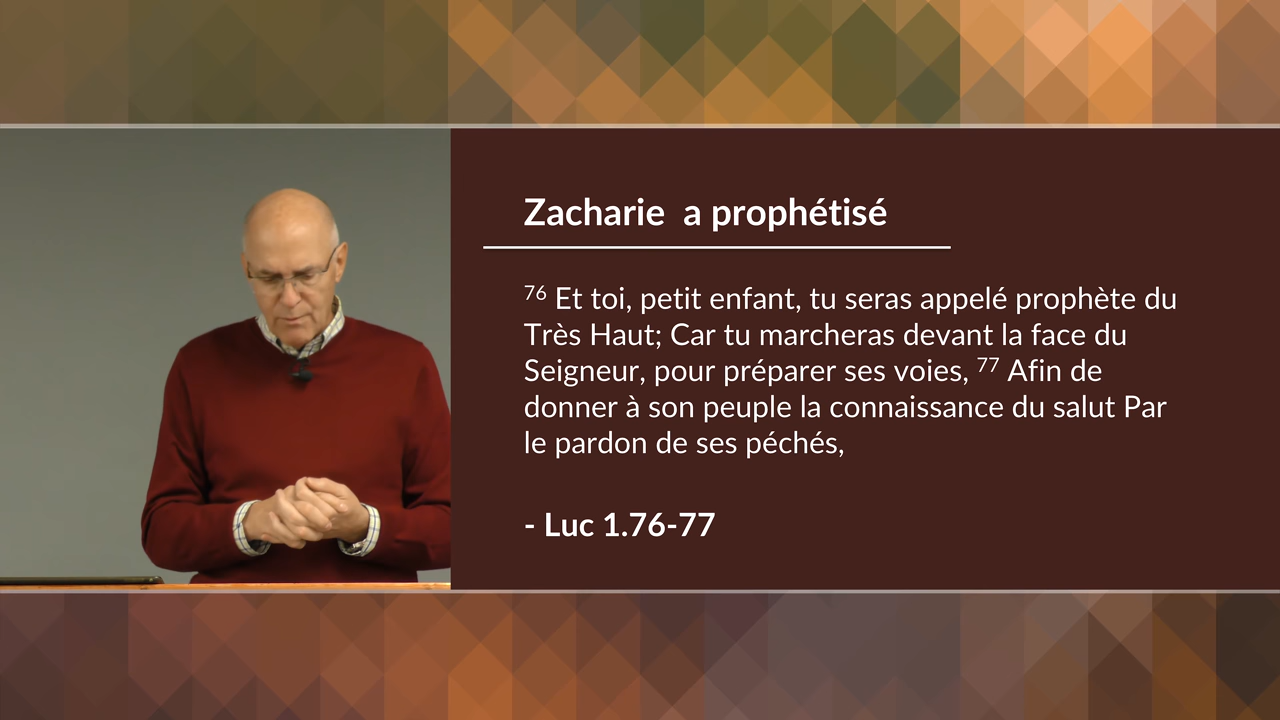 Zacharie  a prophétisé
76 Et toi, petit enfant, tu seras appelé prophète du
Très Haut; Car tu marcheras devant la face du
Seigneur, pour préparer ses voies, 77 Afin de
donner à son peuple la connaissance du salut Par
le pardon de ses péchés,
- Luc 1.76-77